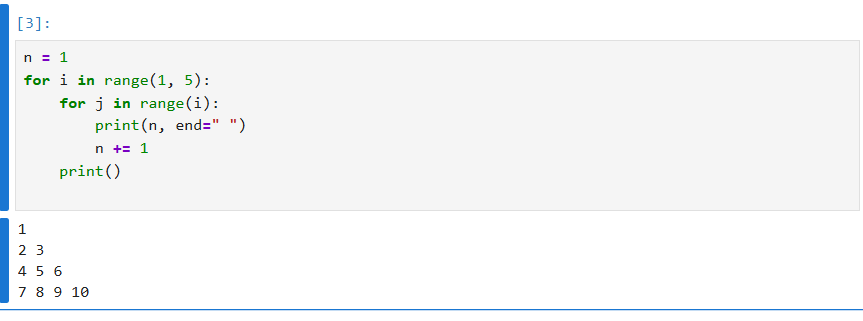 [3]:
n = 1
for i in range(1, 5):
    for j in range(i):
        print(n, end=" ")
        n += 1
    print()
1
2 3
4 5 6
7 8 9 10